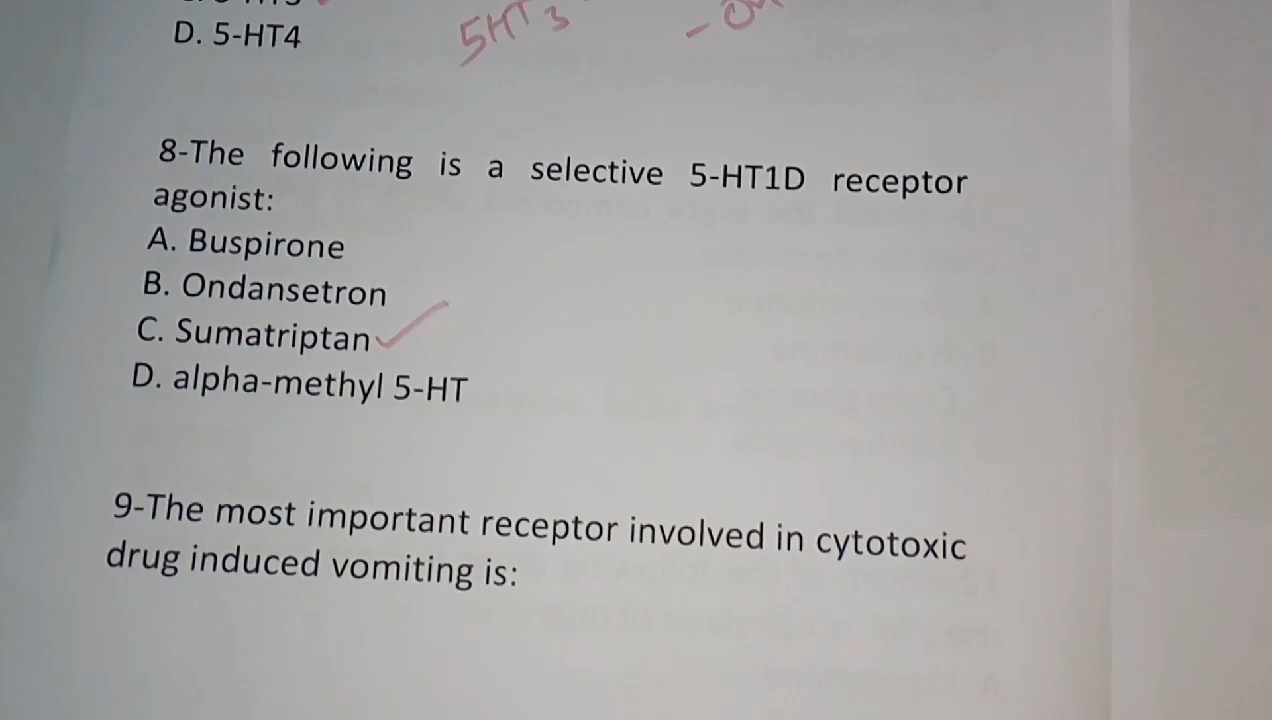 D. 5-HT4
5HT3
8-The following is a selective 5-HT1D receptor
agonist:
A. Buspirone
B. Ondansetron
C. Sumatriptan
D. alpha-methyl 5-HT
9-The most important receptor involved in cytotoxic
drug induced vomiting is: